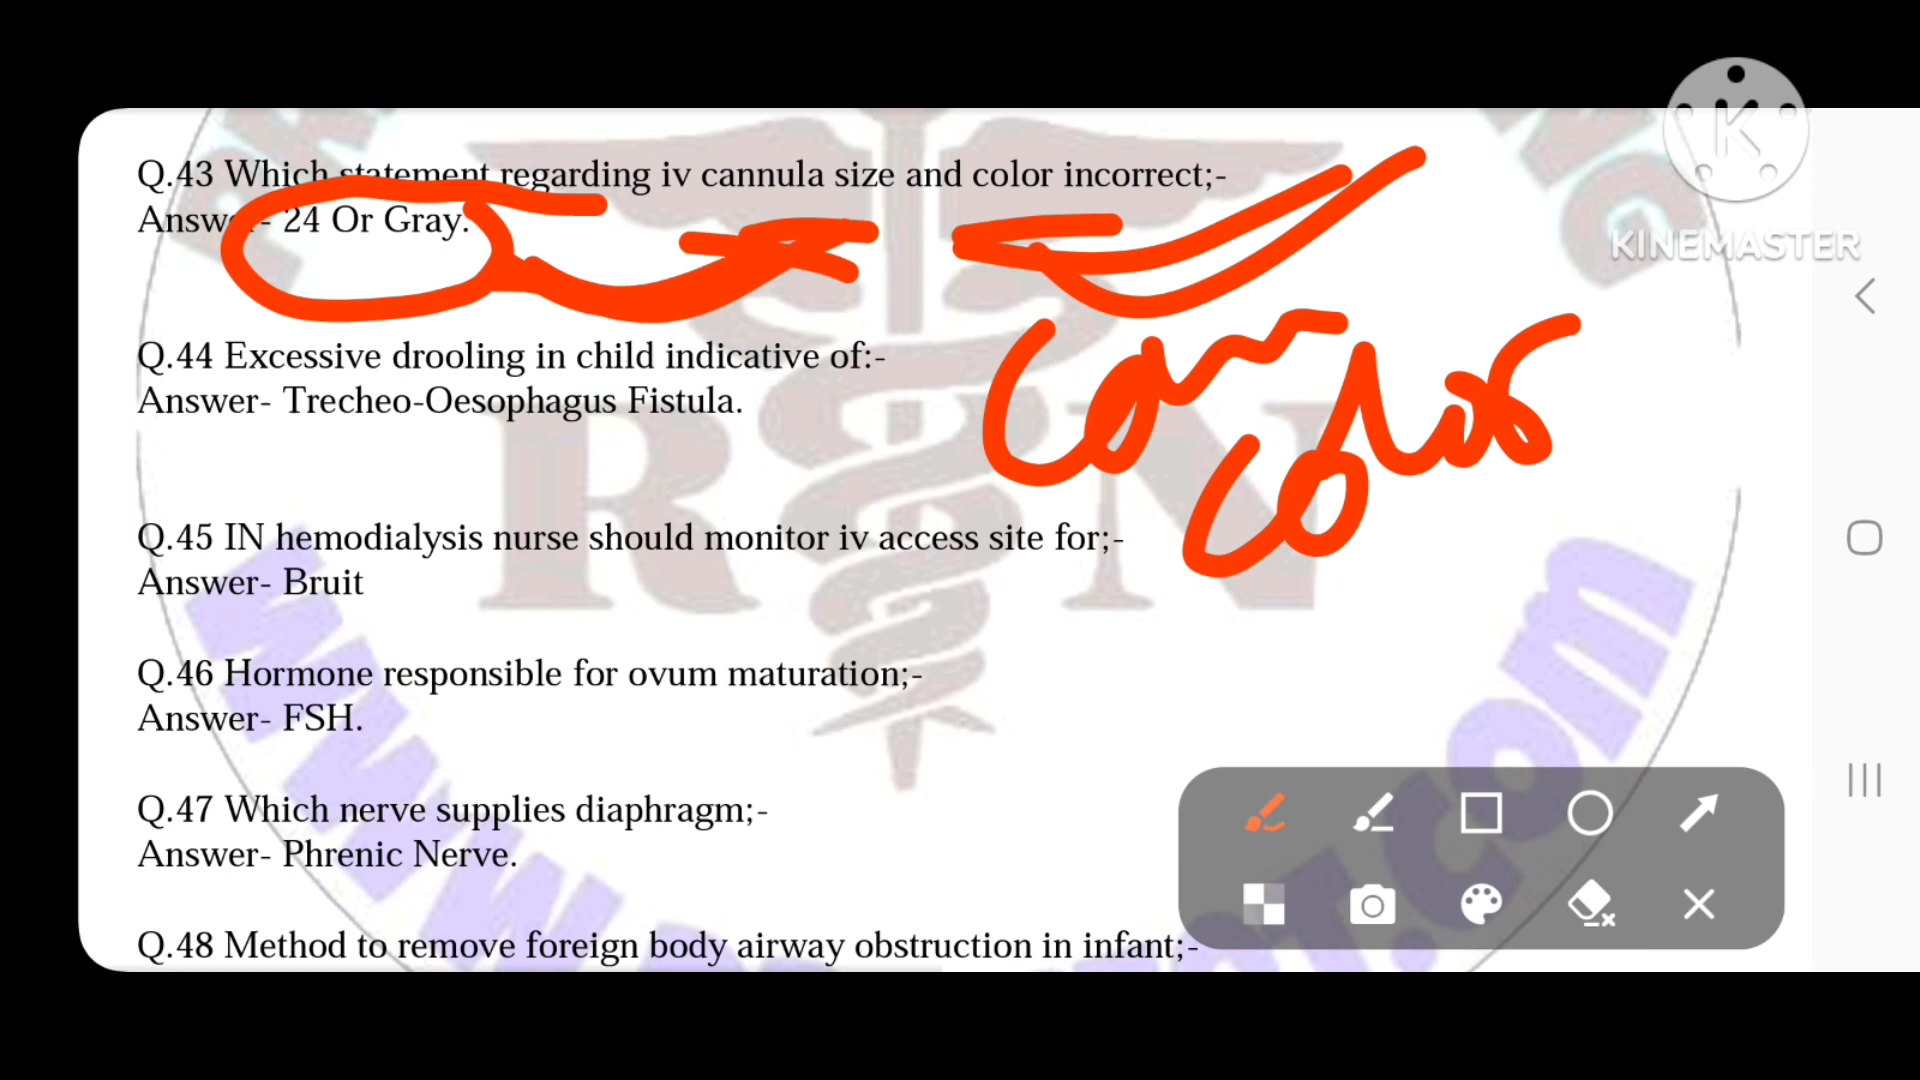 Q.43 Which statement regarding iv cannula size and color incorrect;-
Answer- 24 Or Gray.
Q.44 Excessive drooling in child indicative of:-
Answer- Trecheo-Oesophagus Fistula.
Q.45 IN hemodialysis nurse should monitor iv access site for;-
Answer- Bruit
Q.46 Hormone responsible for ovum maturation;-
Answer- FSH.
Q.47 Which nerve supplies diaphragm;-
Answer- Phrenic Nerve.
Q.48 Method to remove foreign body airway obstruction in infant;-
KINEMASTER
R N